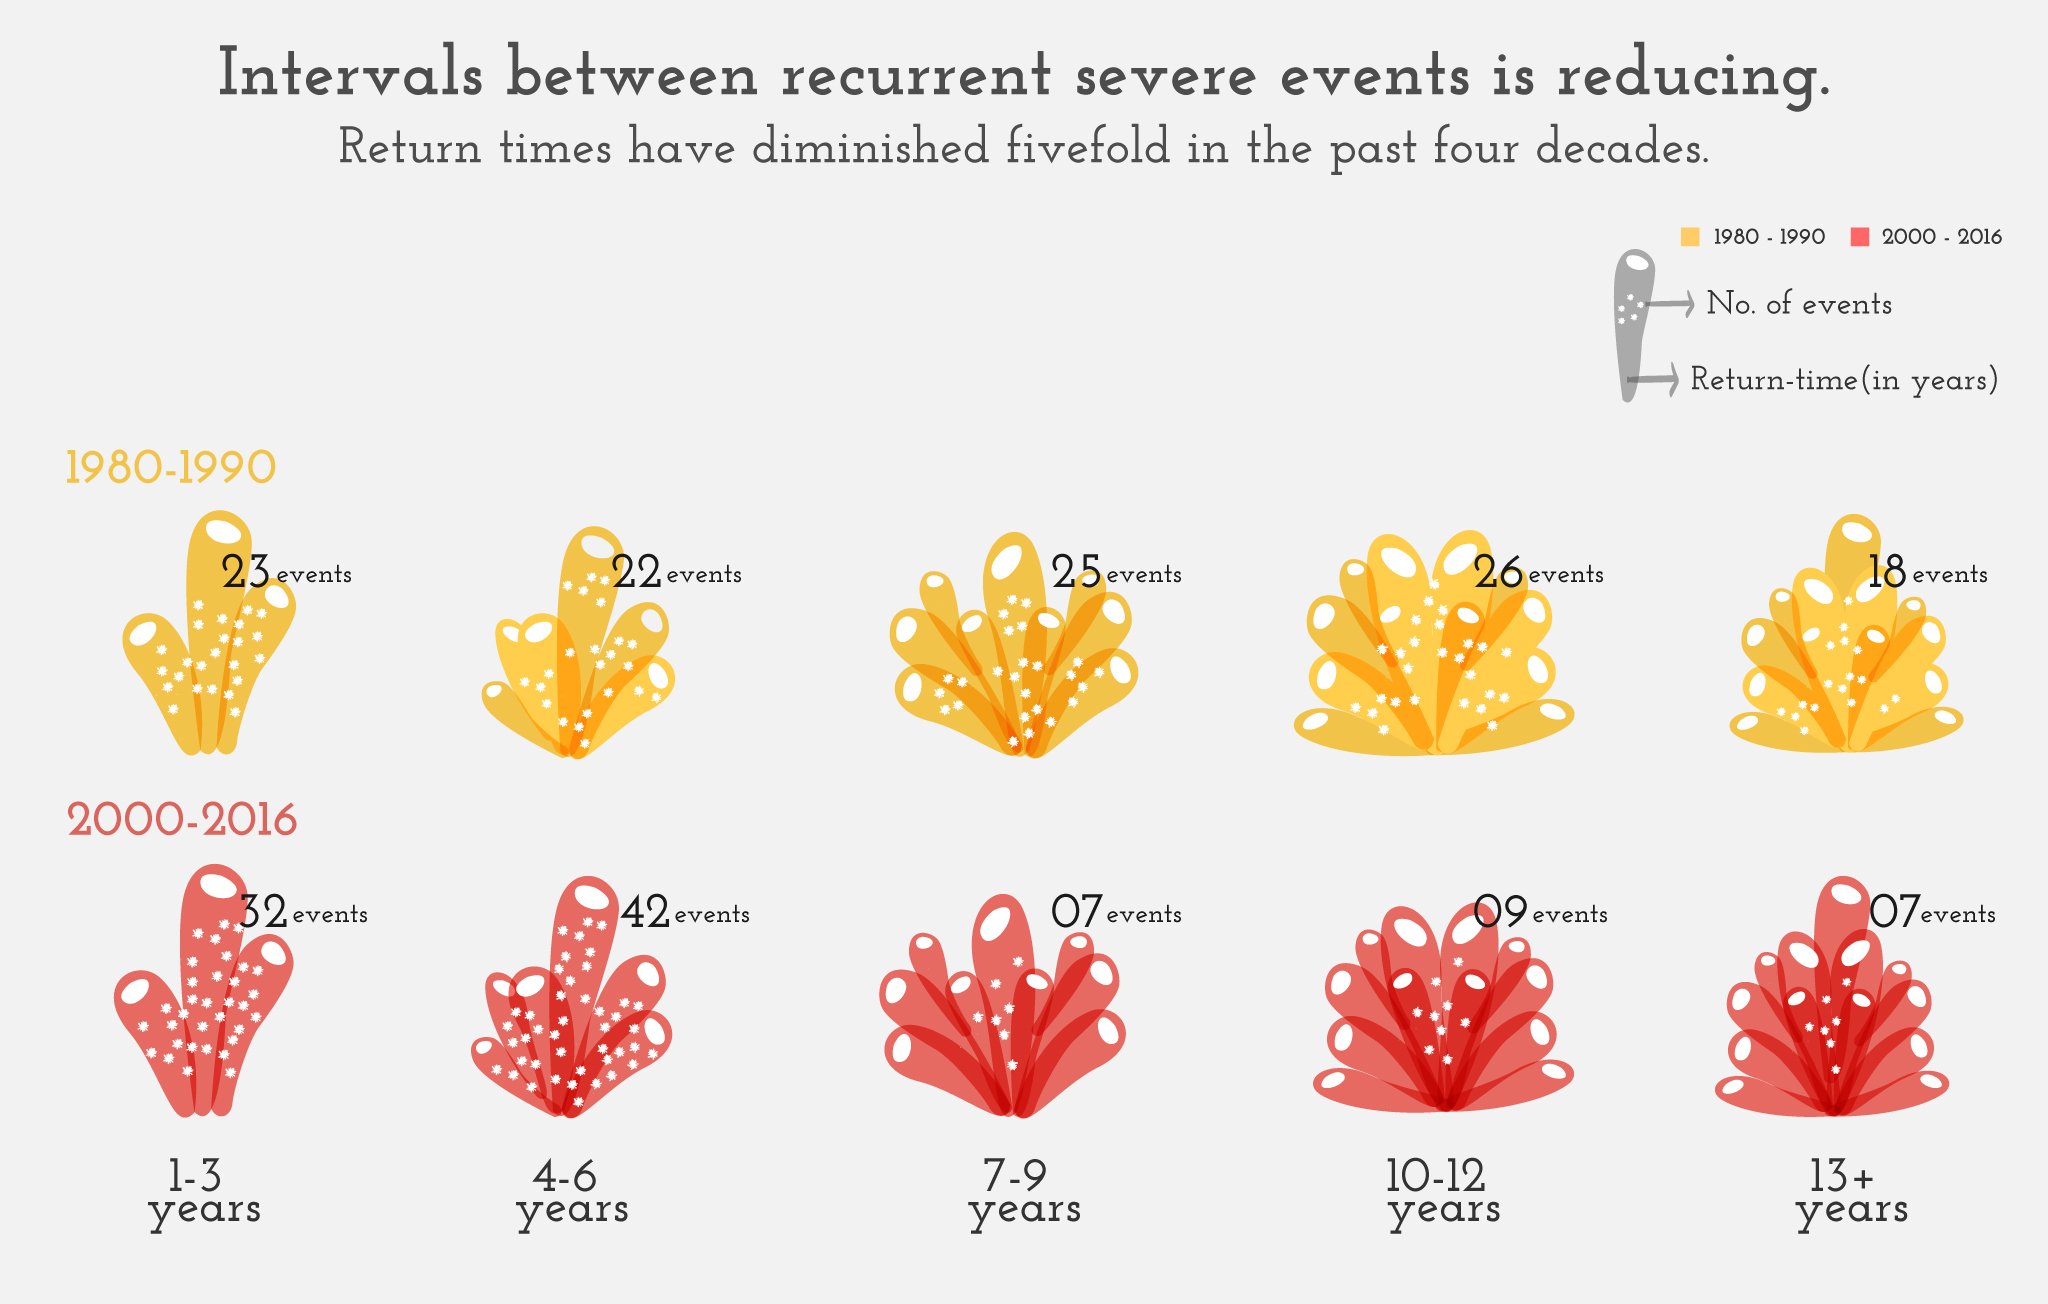 Intervals between recurrent severe events is reducing.
Return times have diminished fivefold in the past four decades.
1980 - 1990 2000 - 2016
No. of events
Return-time(in years)
1980-1990
23 events 22 events 25 events 26 events 18 events
2000-2016
32 events 42 events 07 events 09 events 07 events
1-3 4-6 7-9 10-12 13+
years years years years years